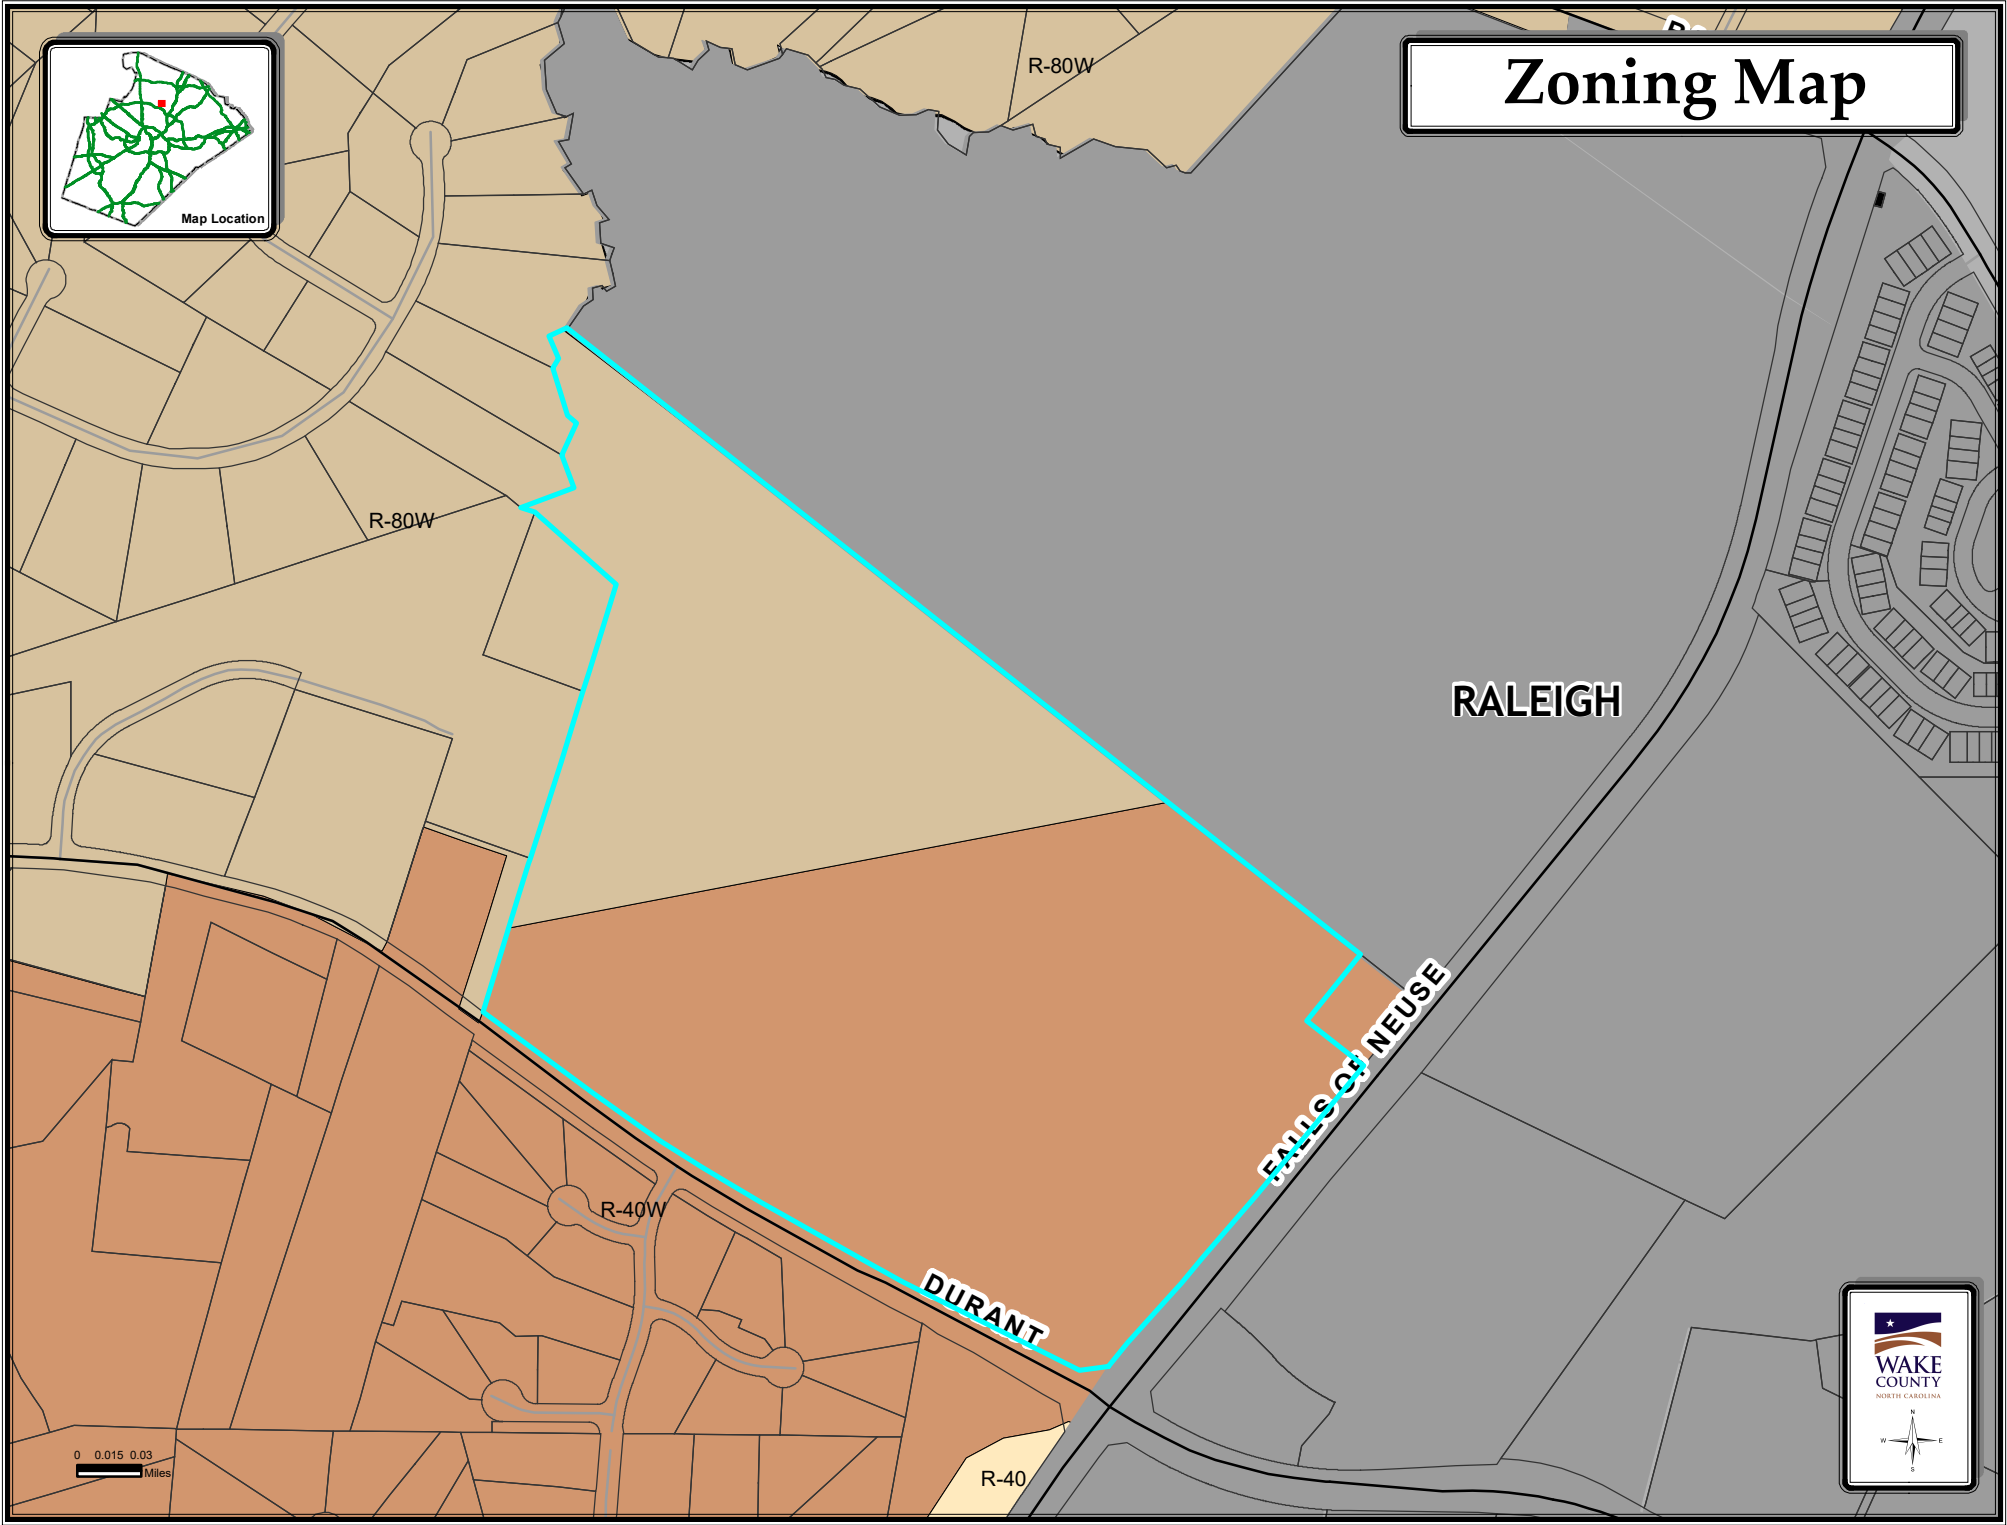 R-80W
Zoning Map
Map Location
R-80W
RALEIGH
FALLS OF NEUSE
R-40W
DURANT
WAKE
COUNTY
NORTH CAROLINA
N
W E
S
0 0.015 0.03
Miles
R-40